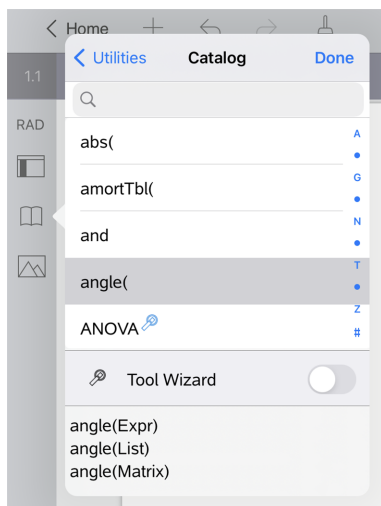 Home
Utilities Catalog Done
1.1
RAD
abs(
amortTbl(
and
angle(
ANOVA
A
G
N
T
Z
#
Tool Wizard
angle(Expr)
angle(List)
angle(Matrix)